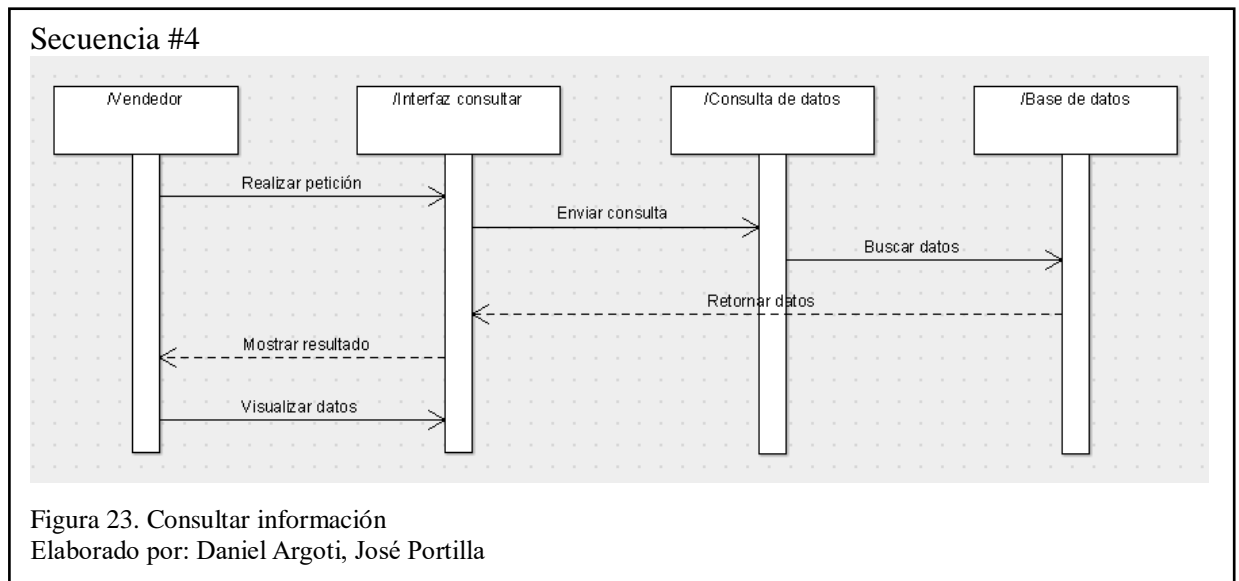 Secuencia #4
/Vendedor
/Interfaz consultar
/Consulta de datos
/Base de datos
Realizar petición
Enviar consulta
Buscar datos
Retornar datos
Mostrar resultado
Visualizar datos
Figura 23. Consultar información
Elaborado por: Daniel Argoti, José Portilla